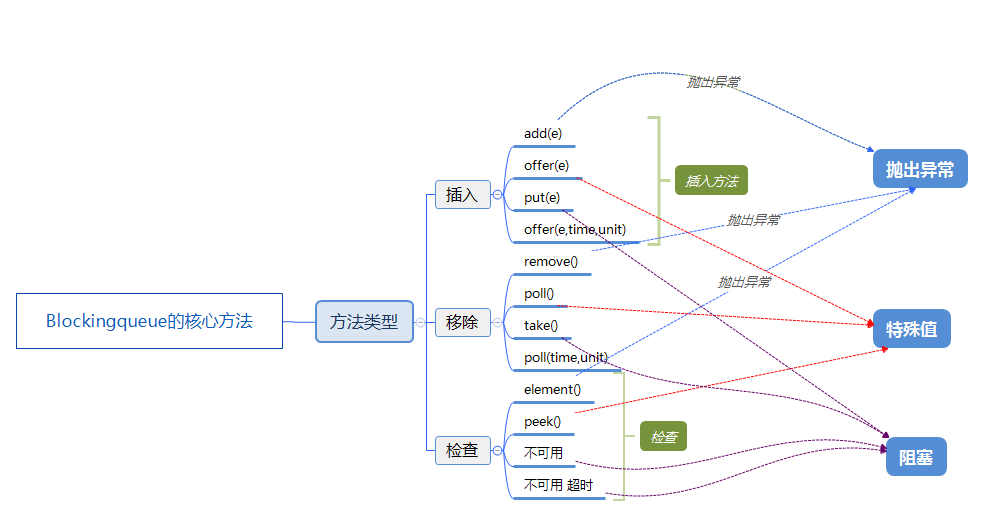 Blockingqueue的核心方法
方法类型
插入
add(e)
offer(e)
put(e)
offer(e,time,unit)
插入方法
移除
remove()
poll()
take()
poll(time,unit)
检查
element()
peek()
不可用
不可用 超时
检查
抛出异常
抛出异常
抛出异常
抛出异常
特殊值
阻塞